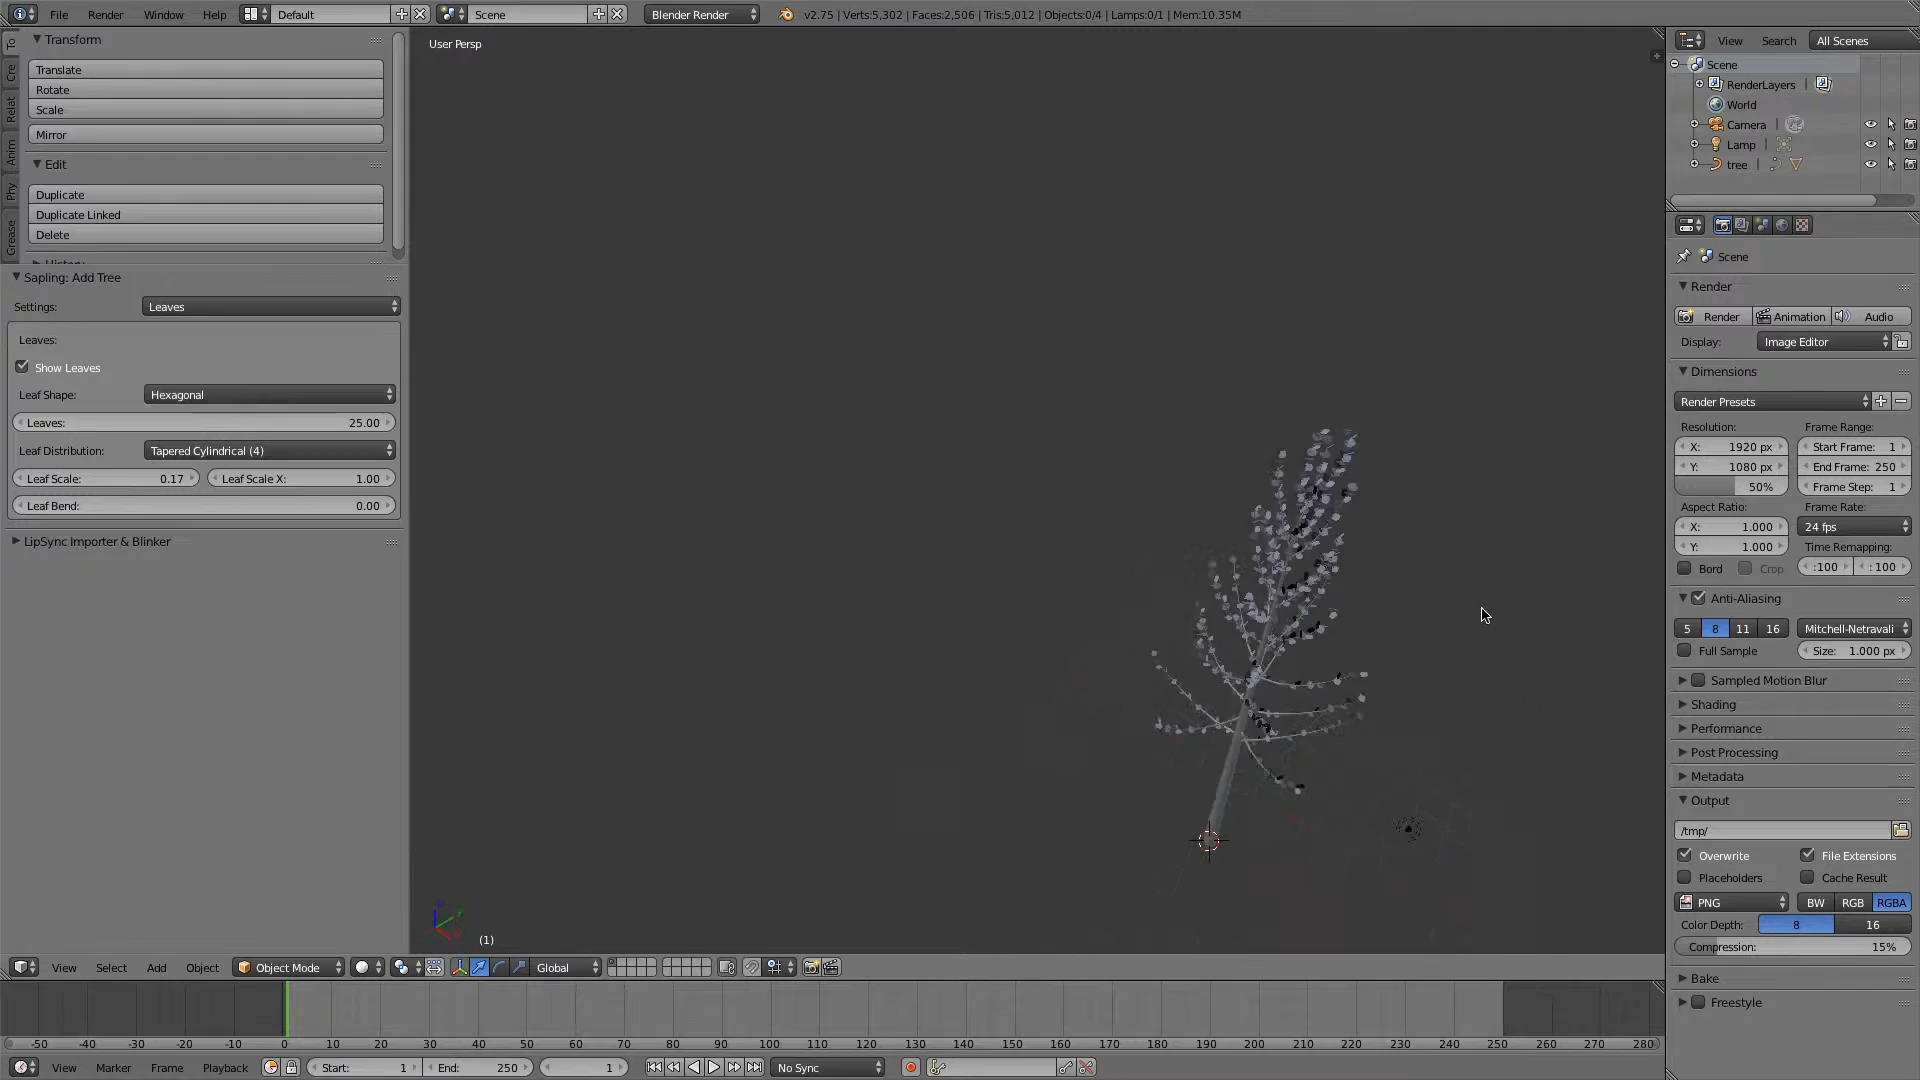 File Render Window Help Default Scene Blender Render v2.75 | Verts:5,302 | Faces:2,506 | Tris:5,012 | Objects:0/4 | Lamps:0/1 | Mem:10.35M
To
Cre
Relat
Anim
Phy
Grease
Transform
Translate
Rotate
Scale
Mirror
Edit
Duplicate
Duplicate Linked
Delete
Sapling: Add Tree
Settings: Leaves
Leaves:
Show Leaves
Leaf Shape: Hexagonal
Leaves: 25.00
Leaf Distribution: Tapered Cylindrical (4)
Leaf Scale: 0.17 Leaf Scale X: 1.00
Leaf Bend: 0.00
LipSync Importer & Blinker
User Persp
(1)
View Select Add Object Object Mode Global
-50 -40 -30 -20 -10 0 10 20 30 40 50 60 70 80 90 100 110 120 130 140 150 160 170 180 190 200 210 220 230 240 250 260 270 280
View Marker Frame Playback Start: 1 End: 250 1 No Sync
View Search All Scenes
Scene
RenderLayers |
World
Camera |
Lamp |
tree |
Scene
Render
Render Animation Audio
Display: Image Editor
Dimensions
Render Presets
Resolution: Frame Range:
X: 1920 px Start Frame: 1
Y: 1080 px End Frame: 250
50% Frame Step: 1
Aspect Ratio: Frame Rate:
X: 1.000 24 fps
Y: 1.000 Time Remapping:
Bord Crop :100 :100
Anti-Aliasing
5 8 11 16 Mitchell-Netravali
Full Sample Size: 1.000 px
Sampled Motion Blur
Shading
Performance
Post Processing
Metadata
Output
/tmp/
Overwrite File Extensions
Placeholders Cache Result
PNG BW RGB RGBA
Color Depth: 8 16
Compression: 15%
Bake
Freestyle